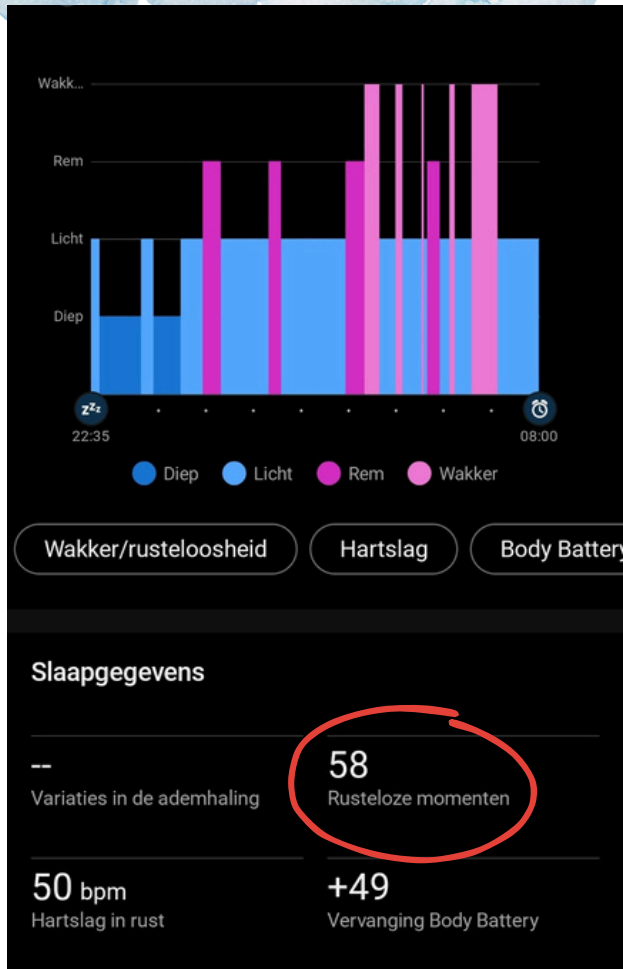 Wakk...
Rem
Licht
Diep
zZz
22:35
08:00
Diep Licht Rem Wakker
Wakker/rusteloosheid Hartslag Body Battery
Slaapgegevens
-- 58
Variaties in de ademhaling Rusteloze momenten
50 bpm +49
Hartslag in rust Vervanging Body Battery